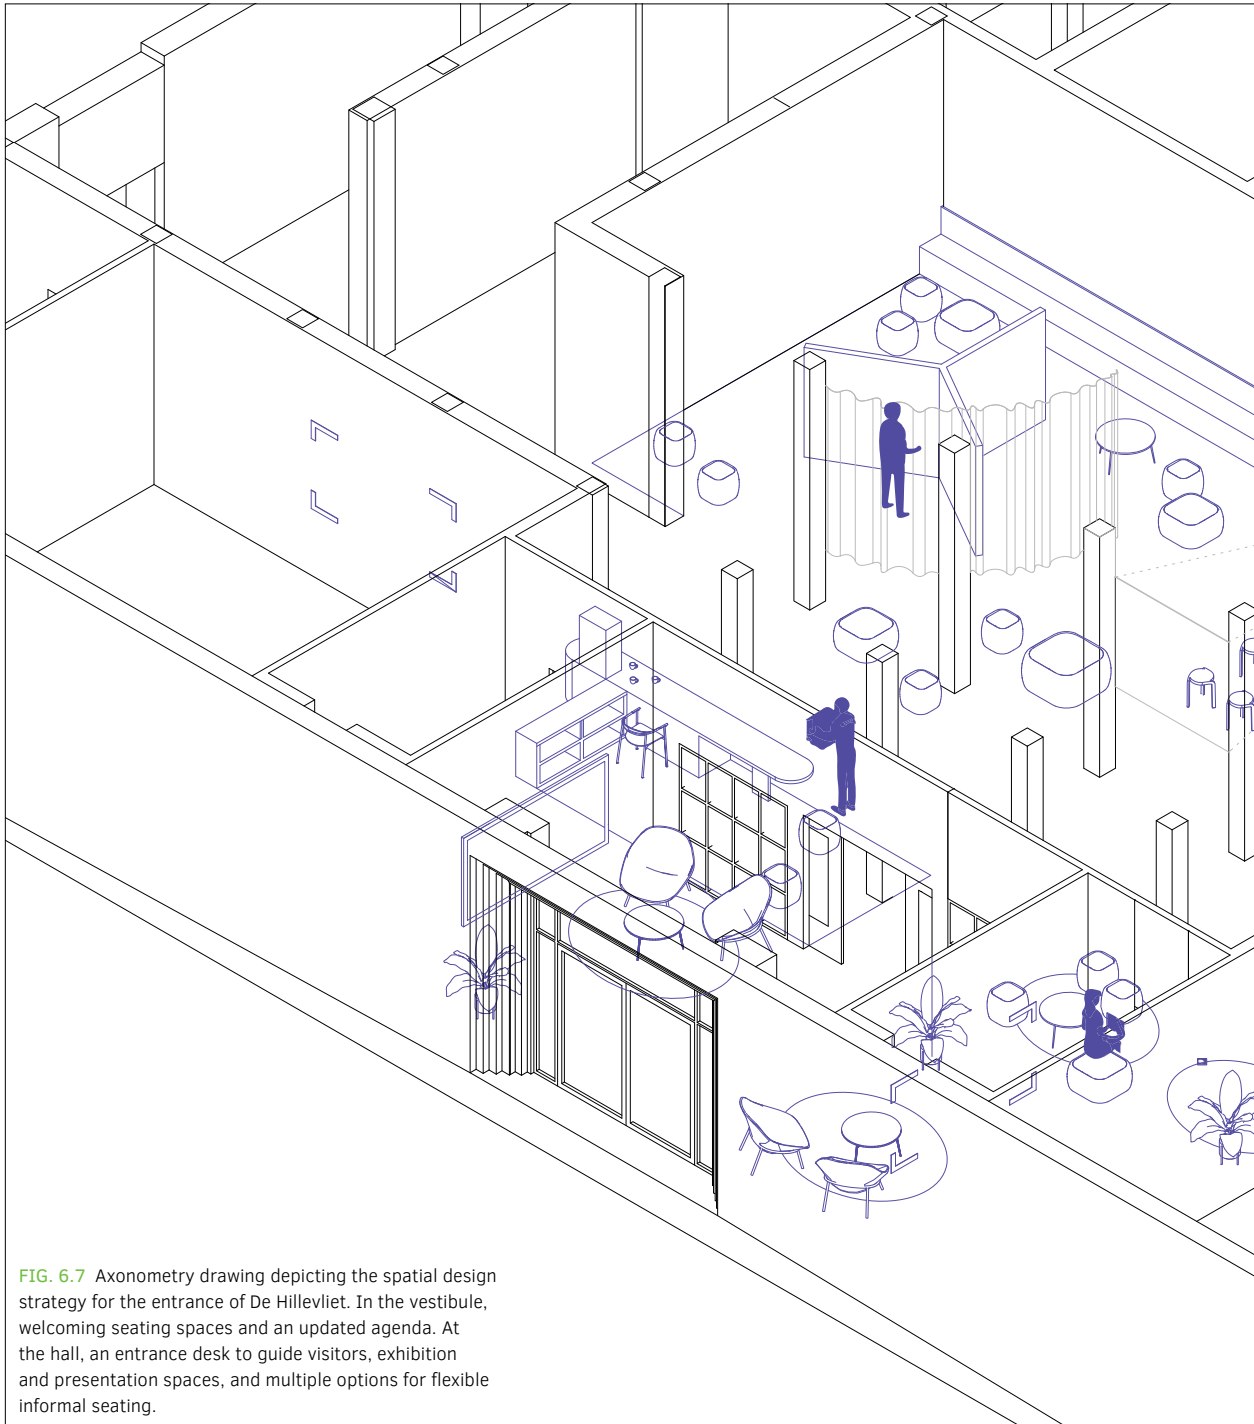 FIG. 6.7 Axonometry drawing depicting the spatial design
strategy for the entrance of De Hillevliet. In the vestibule,
welcoming seating spaces and an updated agenda. At
the hall, an entrance desk to guide visitors, exhibition
and presentation spaces, and multiple options for flexible
informal seating.